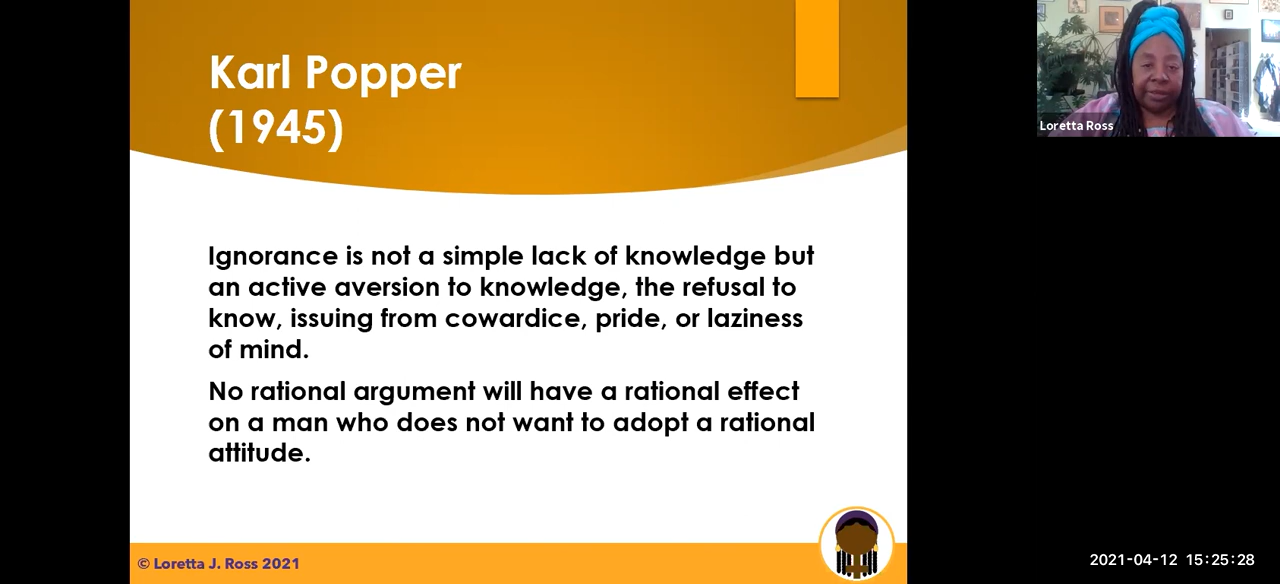 Karl Popper
(1945)
Loretta Ross
Ignorance is not a simple lack of knowledge but
an active aversion to knowledge, the refusal to
know, issuing from cowardice, pride, or laziness
of mind.
No rational argument will have a rational effect
on a man who does not want to adopt a rational
attitude.
© Loretta J. Ross 2021
2021-04-12 15:25:28